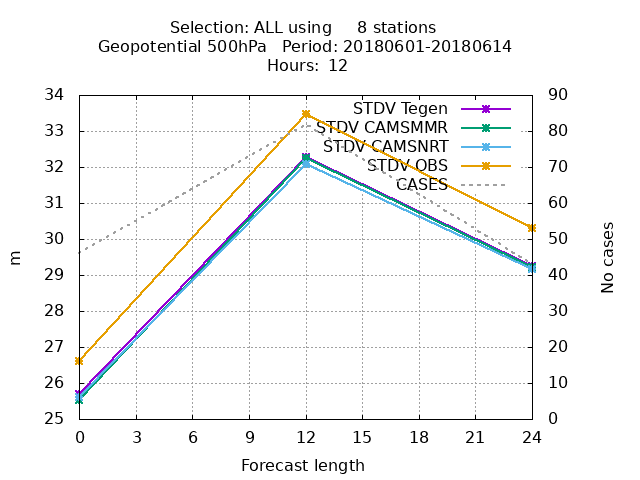 Selection: ALL using     8 stations
Geopotential 500hPa   Period: 20180601-20180614
Hours:  12
34
33
32
31
30
29
28
27
26
25
m
STDV Tegen
STDV CAMSMMR
STDV CAMSNRT
STDV OBS
CASES
90
80
70
60
50
40
30
20
10
0
No cases
0 3 6 9 12 15 18 21 24
Forecast length